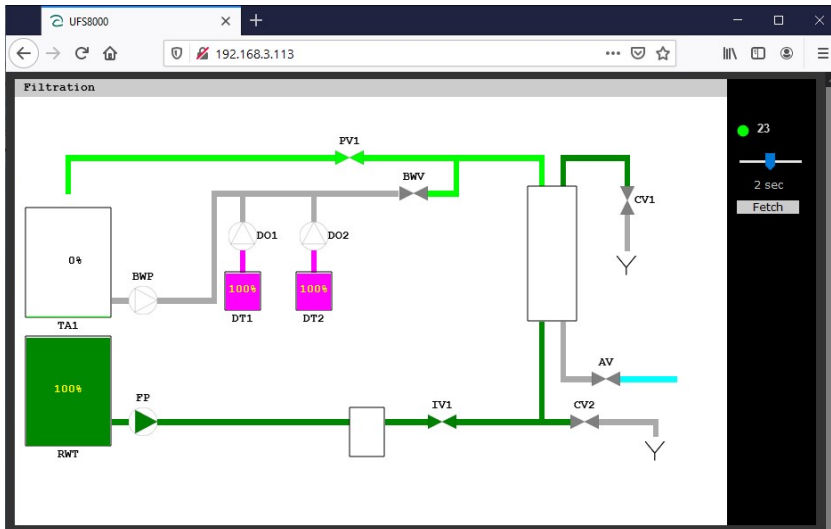 UFS8000
192.168.3.113
Filtration
23
PV1
BWV
2 sec
CV1
Fetch
DO1
DO2
0%
BWP
100%
100%
DT1
DT2
TA1
AV
100%
FP
IV1
CV2
RWT